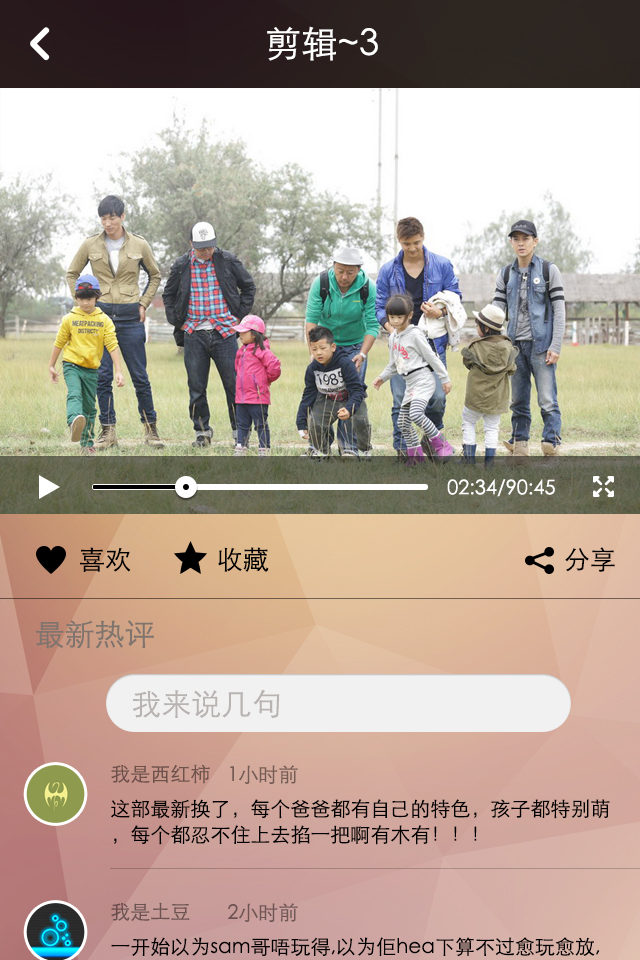 剪辑~3
MEATPACKING
DISTRICT
1985
02:34/90:45
喜欢
收藏
分享
最新热评
我来说几句
我是西红柿 1小时前
这部最新换了，每个爸爸都有自己的特色，孩子都特别萌
，每个都忍不住上去掐一把啊有木有！！！
我是土豆 2小时前
一开始以为sam哥唔玩得,以为佢hea下算不过愈玩愈放,